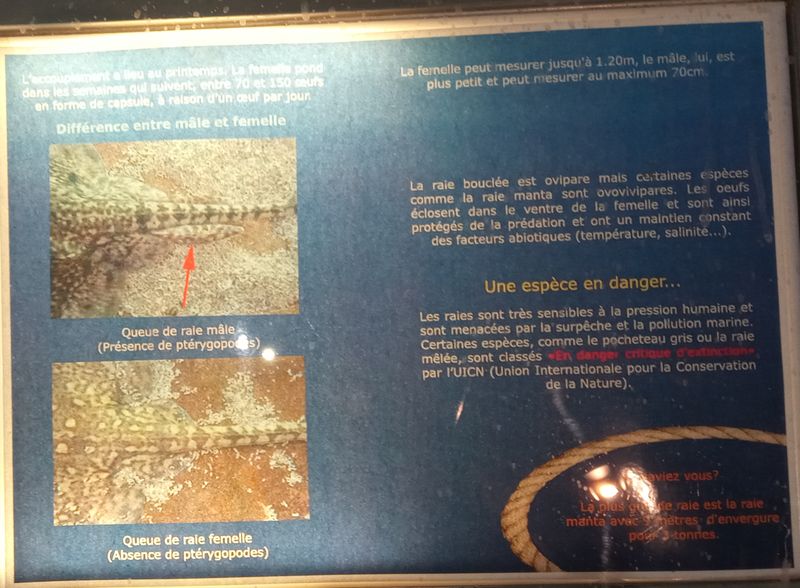 L'accouplement a lieu au printemps. La femelle pond
dans les semaines qui suivent, entre 70 et 150 œufs
en forme de capsule, à raison d'un œuf par jour.
Différence entre mâle et femelle
Queue de raie mâle
(Présence de ptérygopodes)
Queue de raie femelle
(Absence de ptérygopodes)
La femelle peut mesurer jusqu'à 1.20m, le mâle, lui, est
plus petit et peut mesurer au maximum 70cm.
La raie bouclée est ovipare mais certaines espèces
comme la raie manta sont ovovivipares. Les oeufs
éclosent dans le ventre de la femelle et sont ainsi
protégés de la prédation et ont un maintien constant
des facteurs abiotiques (température, salinité...).
Une espèce en danger...
Les raies sont très sensibles à la pression humaine et
sont menacées par la surpêche et la pollution marine.
Certaines espèces, comme le pocheteau gris ou la raie
mêlée, sont classés «En danger critique d'extinction»
par l'UICN (Union Internationale pour la Conservation
de la Nature).
vous?
La plus raie est la raie
manta avec mètres d'envergure
pour tonnes.